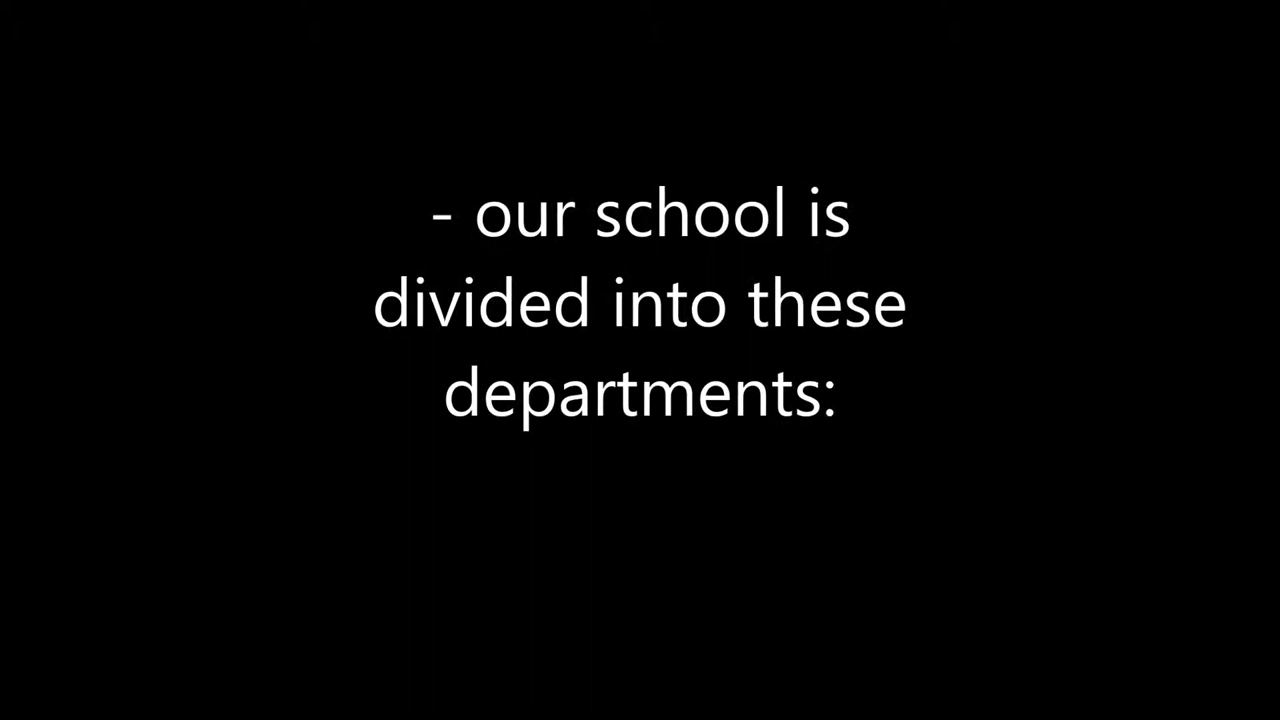 - our school is
divided into these
departments: